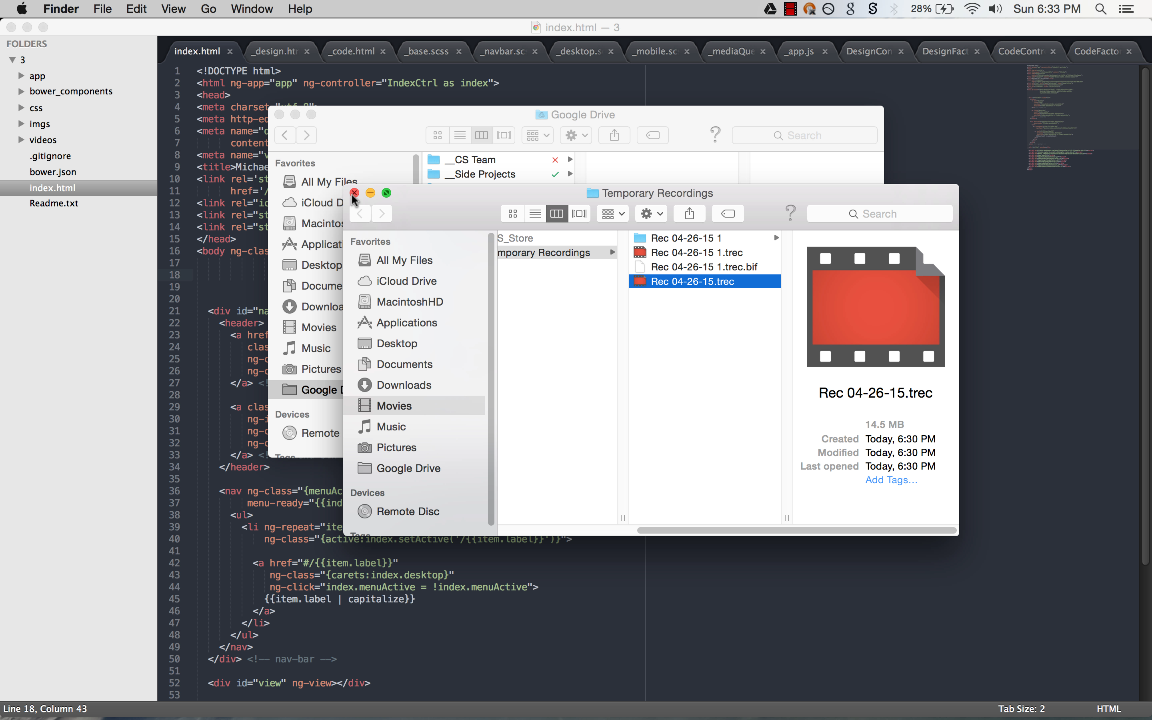 Finder File Edit View Go Window Help 28% Sun 6:33 PM
index.html — 3
FOLDERS
3
app
bower_components
css
imgs
videos
.gitignore
bower.json
index.html
Readme.txt
index.html × _design.ht × _code.html × _base.scss × _navbar.sc × _desktop.s × _mobile.sc × _mediaQue × _app.js × DesignCon × DesignFact × CodeContr × CodeFacto ×
1 <!DOCTYPE html>
2 <html ng-app="app" ng-controller="IndexCtrl as index">
3 <head>
4 <meta charset="utf-8"
5 <meta http-eq
6 <meta name="d
7 conten
8 <meta name="v
9 <title>Michae
10 <link rel='st
11 href='/
12 <link rel="ic
13 <link rel="st
14 <link rel="st
15 </head>
16 <body ng-clas
17
18
19
20
21 <div id="na
22 <header>
23 <a href
24 clas
25 ng-c
26 ng-c
27 </a> <!
28
29 <a clas
30 ng-i
31 ng-c
32 ng-c
33 </a> <!
34 </header>
35
36 <nav ng-class="{menuA
37 menu-ready="{{ind
38 <ul>
39 <li ng-repeat="ite
40 ng-class="{active:index.setActive('/{{item.label}}')}">
41
42 <a href="#/{{item.label}}"
43 ng-class="{carets:index.desktop}"
44 ng-click="index.menuActive = !index.menuActive">
45 {{item.label | capitalize}}
46 </a>
47 </li>
48 </ul>
49 </nav>
50 </div> <!-- nav-bar -->
51
52 <div id="view" ng-view></div>
53
Google Drive
Search
Favorites
All My Files
iCloud D
Macintos
Applicat
Desktop
Docume
Downloa
Movies
Music
Pictures
Google D
Devices
Remote
Tags
__CS Team
__Side Projects
Temporary Recordings
Search
Favorites
All My Files
iCloud Drive
MacintoshHD
Applications
Desktop
Documents
Downloads
Movies
Music
Pictures
Google Drive
Devices
Remote Disc
Tags
S_Store
mporary Recordings
Rec 04-26-15 1
Rec 04-26-15 1.trec
Rec 04-26-15 1.trec.bif
Rec 04-26-15.trec
Rec 04-26-15.trec
14.5 MB
Created Today, 6:30 PM
Modified Today, 6:30 PM
Last opened Today, 6:30 PM
Add Tags...
Line 18, Column 43 Tab Size: 2 HTML